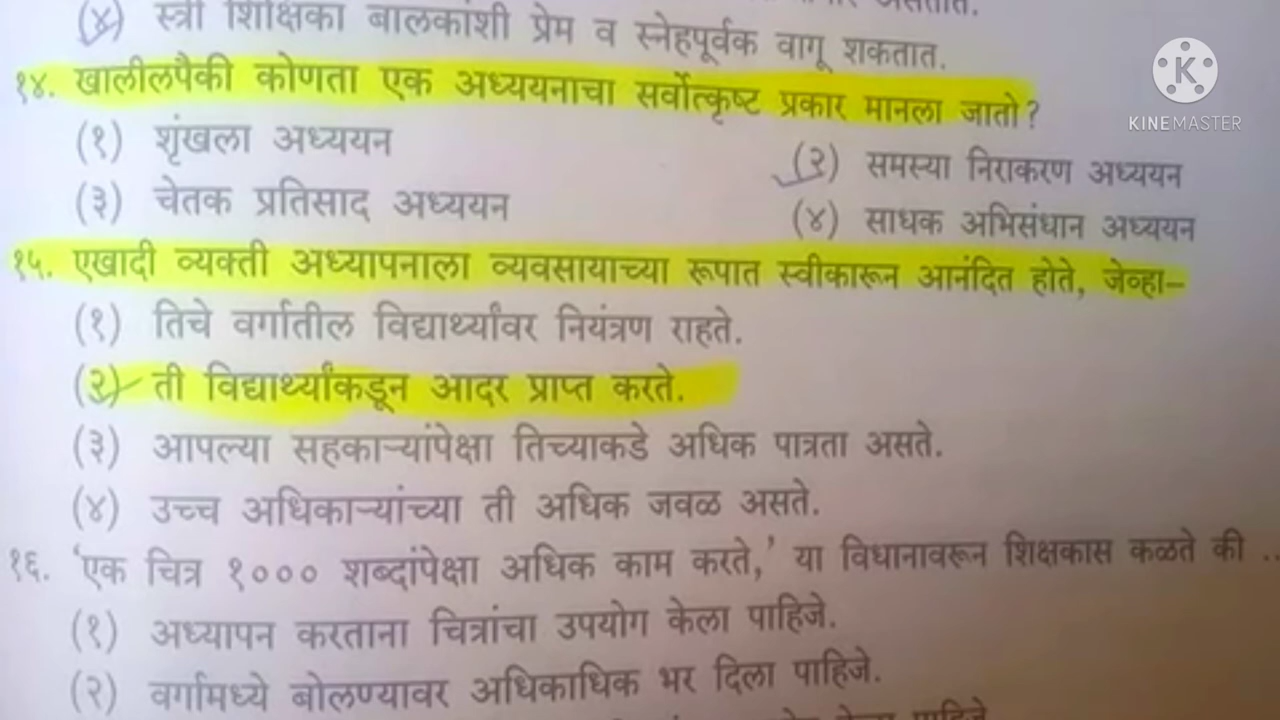 असतात.
(४) स्त्री शिक्षिका बालकांशी प्रेम व स्नेहपूर्वक वागू शकतात.
१४. खालीलपैकी कोणता एक अध्ययनाचा सर्वोत्कृष्ट प्रकार मानला जातो?
(१) शृंखला अध्ययन (२) समस्या निराकरण अध्ययन
(३) चेतक प्रतिसाद अध्ययन (४) साधक अभिसंधान अध्ययन
१५. एखादी व्यक्ती अध्यापनाला व्यवसायाच्या रूपात स्वीकारून आनंदित होते, जेव्हा–
(१) तिचे वर्गातील विद्यार्थ्यांवर नियंत्रण राहते.
(२) ती विद्यार्थ्यांकडून आदर प्राप्त करते.
(३) आपल्या सहकाऱ्यांपेक्षा तिच्याकडे अधिक पात्रता असते.
(४) उच्च अधिकाऱ्यांच्या ती अधिक जवळ असते.
१६. 'एक चित्र १००० शब्दांपेक्षा अधिक काम करते,' या विधानावरून शिक्षकास कळते की ..
(१) अध्यापन करताना चित्रांचा उपयोग केला पाहिजे.
(२) वर्गामध्ये बोलण्यावर अधिकाधिक भर दिला पाहिजे.
केला पाहिजे
K
KINEMASTER